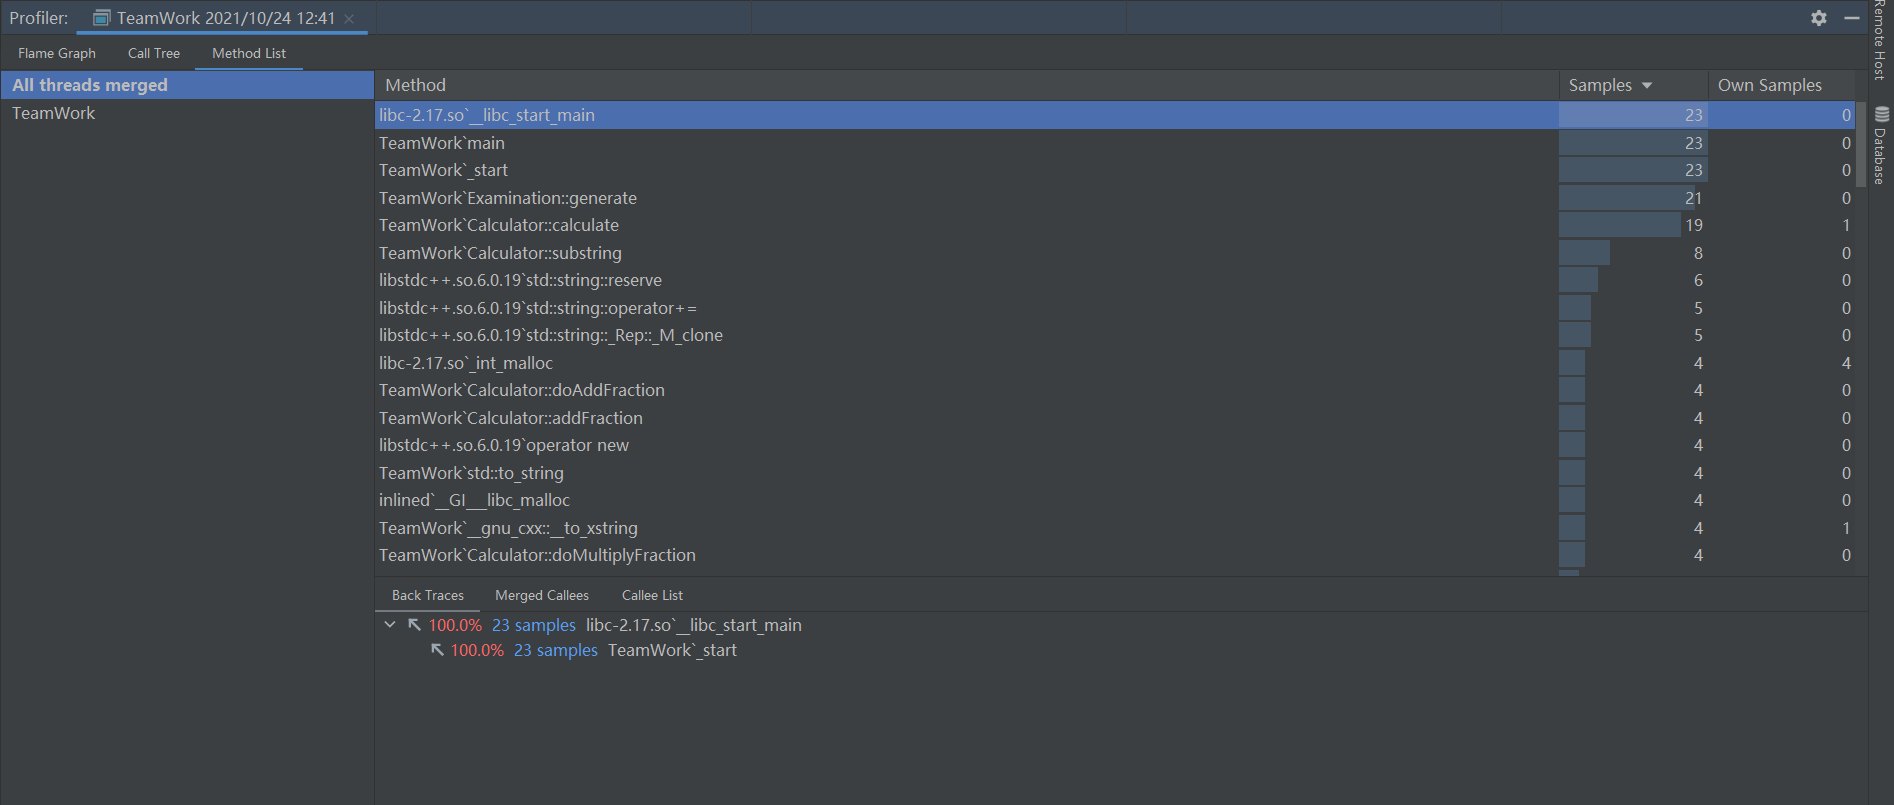 Profiler: TeamWork 2021/10/24 12:41
Flame Graph Call Tree Method List
All threads merged
TeamWork
Method Samples Own Samples
libc-2.17.so`__libc_start_main 23 0
TeamWork`main 23 0
TeamWork`_start 23 0
TeamWork`Examination::generate 21 0
TeamWork`Calculator::calculate 19 1
TeamWork`Calculator::substring 8 0
libstdc++.so.6.0.19`std::string::reserve 6 0
libstdc++.so.6.0.19`std::string::operator+= 5 0
libstdc++.so.6.0.19`std::string::_Rep::_M_clone 5 0
libc-2.17.so`_int_malloc 4 4
TeamWork`Calculator::doAddFraction 4 0
TeamWork`Calculator::addFraction 4 0
libstdc++.so.6.0.19`operator new 4 0
TeamWork`std::to_string 4 0
inlined`__GI___libc_malloc 4 0
TeamWork`__gnu_cxx::__to_xstring 4 1
TeamWork`Calculator::doMultiplyFraction 4 0
Back Traces Merged Callees Callee List
100.0% 23 samples libc-2.17.so`__libc_start_main
100.0% 23 samples TeamWork`_start
Remote Host
Database